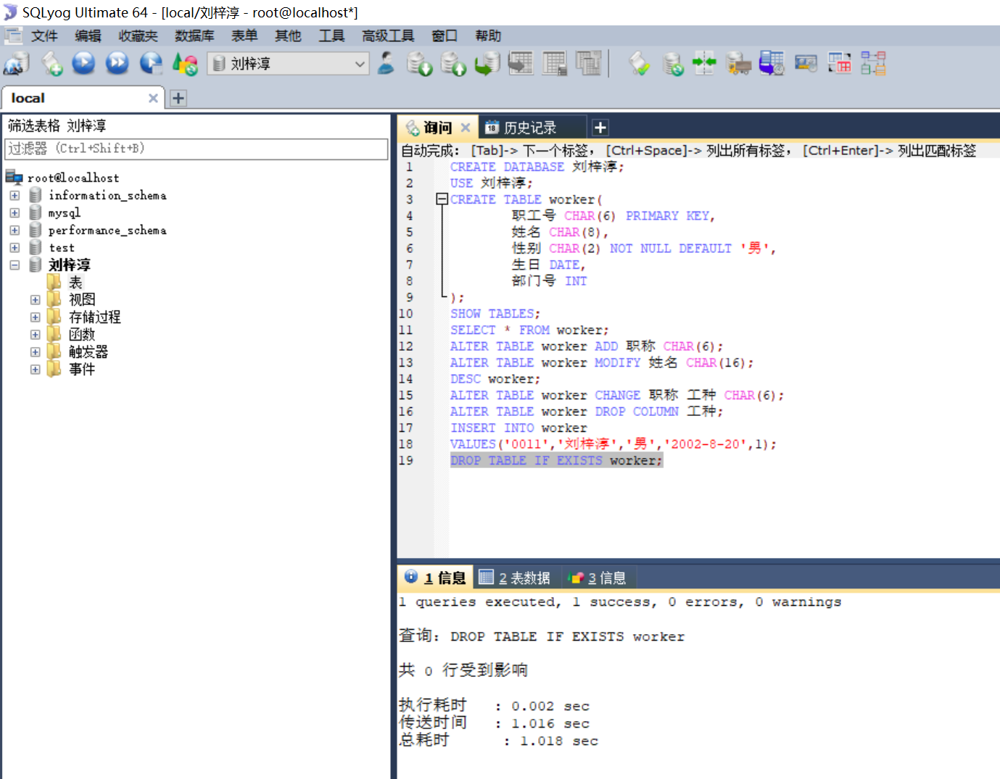 SQLyog Ultimate 64 - [local/刘梓淳 - root@localhost*]
文件 编辑 收藏夹 数据库 表单 其他 工具 高级工具 窗口 帮助
刘梓淳
local
筛选表格 刘梓淳
过滤器 (Ctrl+Shift+B)
root@localhost
information_schema
mysql
performance_schema
test
刘梓淳
表
视图
存储过程
函数
触发器
事件
询问 18 历史记录
自动完成: [Tab]-> 下一个标签, [Ctrl+Space]-> 列出所有标签, [Ctrl+Enter]-> 列出匹配标签
1 CREATE DATABASE 刘梓淳;
2 USE 刘梓淳;
3 CREATE TABLE worker(
4 职工号 CHAR(6) PRIMARY KEY,
5 姓名 CHAR(8),
6 性别 CHAR(2) NOT NULL DEFAULT '男',
7 生日 DATE,
8 部门号 INT
9 );
10 SHOW TABLES;
11 SELECT * FROM worker;
12 ALTER TABLE worker ADD 职称 CHAR(6);
13 ALTER TABLE worker MODIFY 姓名 CHAR(16);
14 DESC worker;
15 ALTER TABLE worker CHANGE 职称 工种 CHAR(6);
16 ALTER TABLE worker DROP COLUMN 工种;
17 INSERT INTO worker
18 VALUES('0011','刘梓淳','男','2002-8-20',1);
19 DROP TABLE IF EXISTS worker;
1 信息 2 表数据 3 信息
1 queries executed, 1 success, 0 errors, 0 warnings
查询: DROP TABLE IF EXISTS worker
共 0 行受到影响
执行耗时 : 0.002 sec
传送时间 : 1.016 sec
总耗时 : 1.018 sec